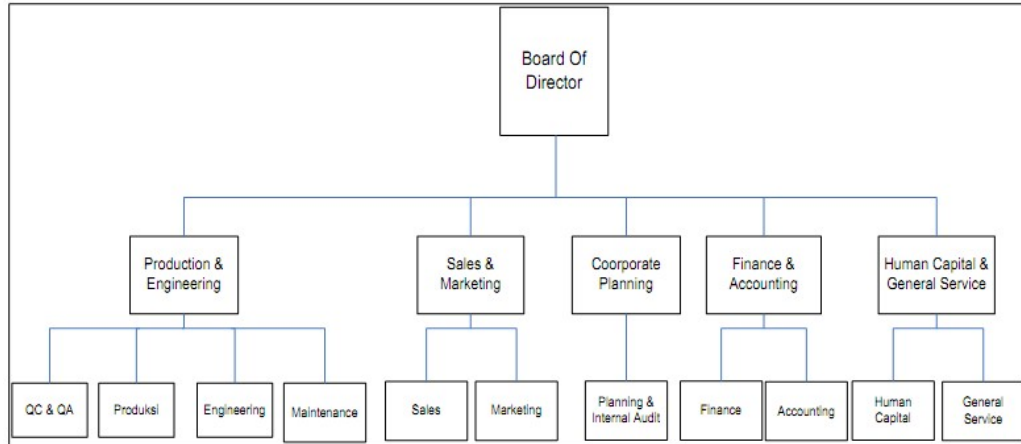 Board Of
Director
Production &
Engineering
Sales &
Marketing
Coorporate
Planning
Finance &
Accounting
Human Capital &
General Service
QC & QA
Produksi
Engineering
Maintenance
Sales
Marketing
Planning &
Internal Audit
Finance
Accounting
Human
Capital
General
Service